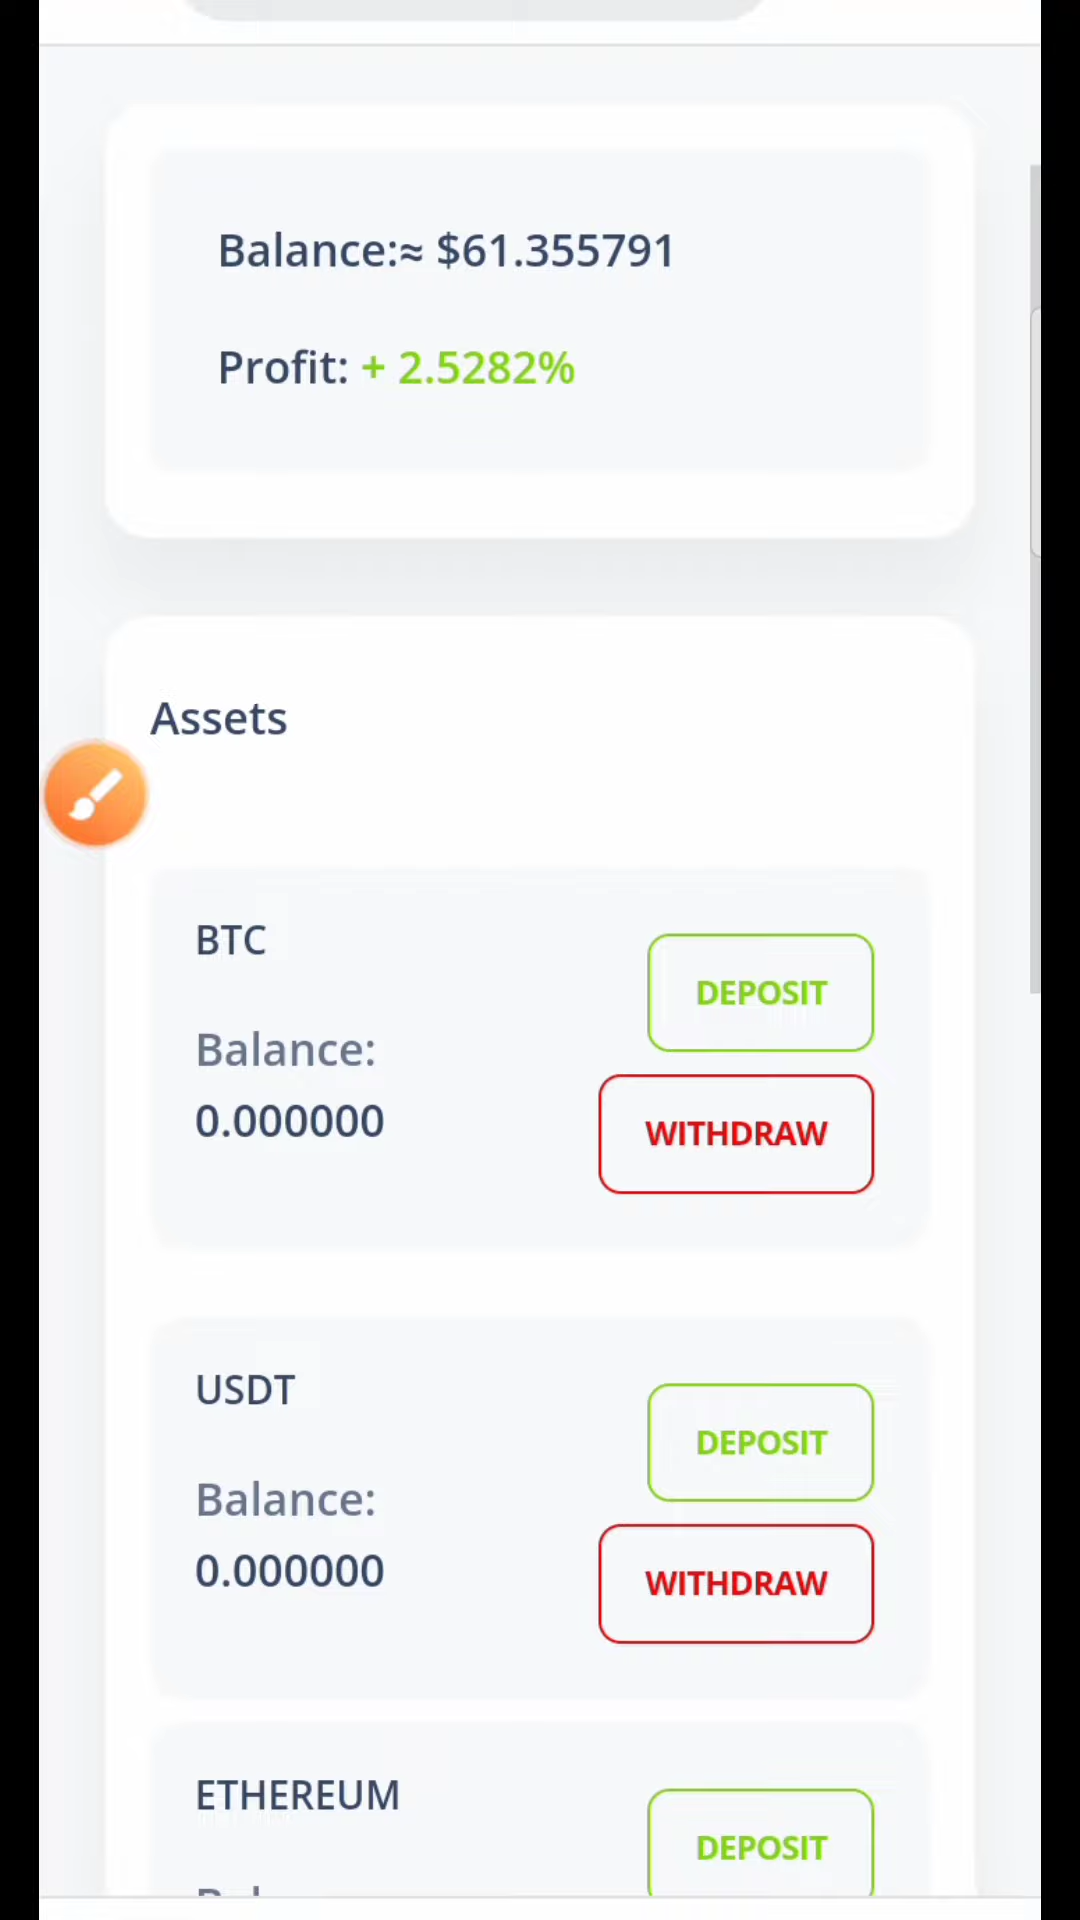 Balance:≈ $61.355791
Profit: + 2.5282%
Assets
BTC
DEPOSIT
Balance:
0.000000
WITHDRAW
USDT
DEPOSIT
Balance:
0.000000
WITHDRAW
ETHEREUM
DEPOSIT